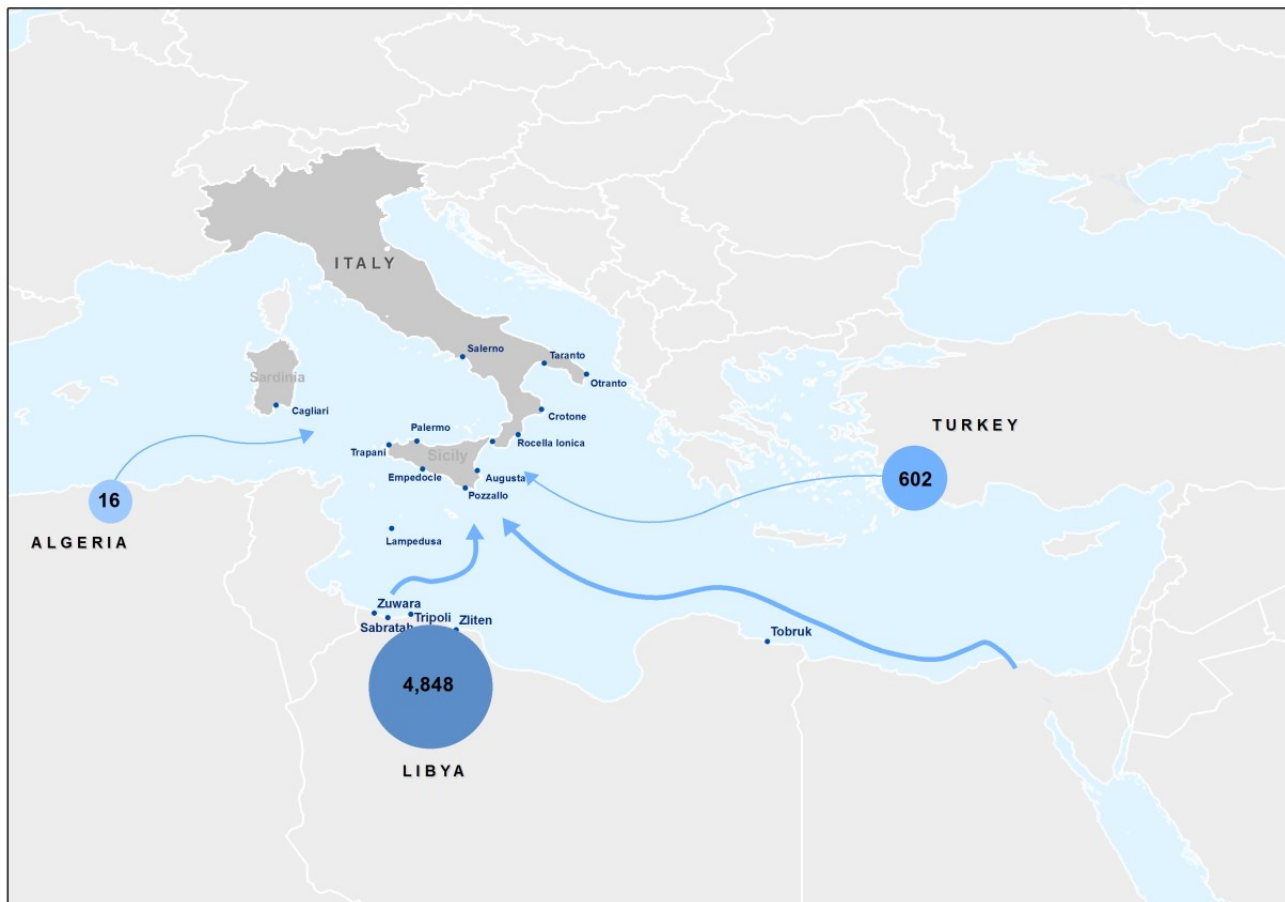 ITALY
Salerno
Taranto
Otranto
Sardinia
Cagliari
Crotone
TURKEY
Palermo
Rocella Ionica
Trapani
Sicily
Empedocle
Augusta
602
Pozzallo
16
ALGERIA
Lampedusa
Zuwara
Tripoli
Zliten
Sabratah
Tobruk
4,848
LIBYA